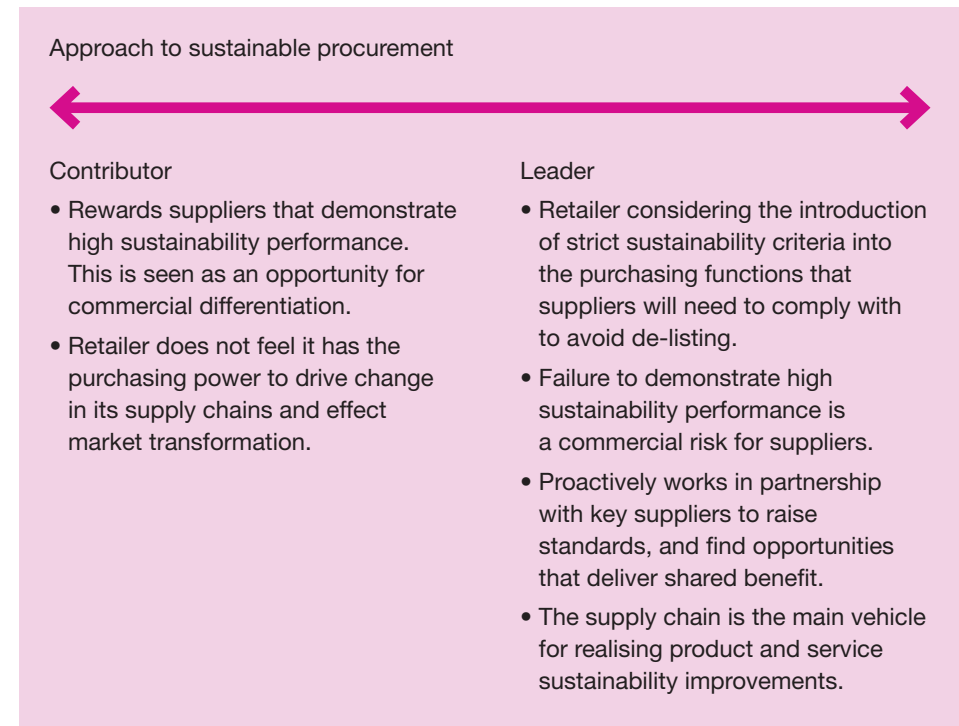 Approach to sustainable procurement
Contributor
• Rewards suppliers that demonstrate
high sustainability performance.
This is seen as an opportunity for
commercial differentiation.
• Retailer does not feel it has the
purchasing power to drive change
in its supply chains and effect
market transformation.
Leader
• Retailer considering the introduction
of strict sustainability criteria into
the purchasing functions that
suppliers will need to comply with
to avoid de-listing.
• Failure to demonstrate high
sustainability performance is
a commercial risk for suppliers.
• Proactively works in partnership
with key suppliers to raise
standards, and find opportunities
that deliver shared benefit.
• The supply chain is the main vehicle
for realising product and service
sustainability improvements.